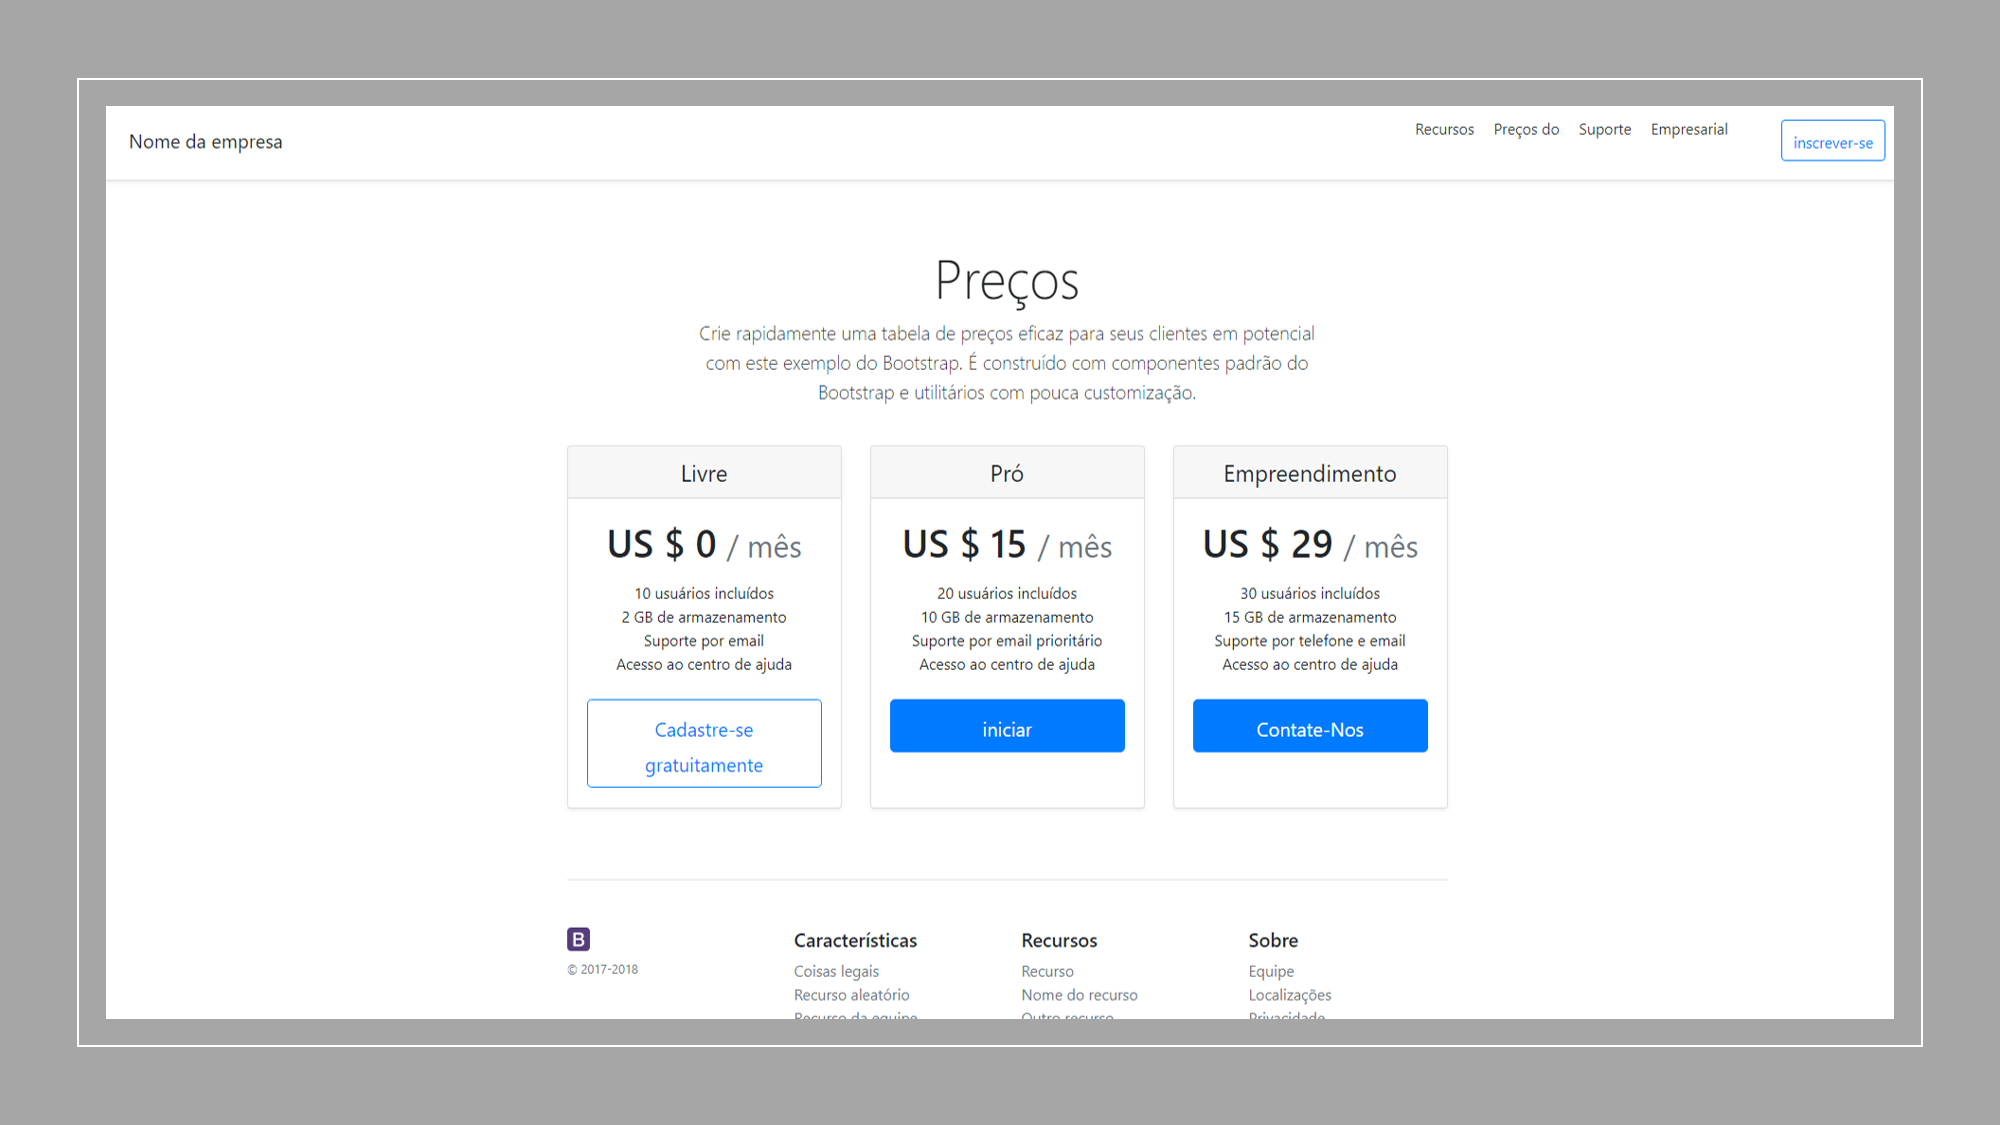 Nome da empresa
Recursos Preços do Suporte Empresarial inscrever-se
Preços
Crie rapidamente uma tabela de preços eficaz para seus clientes em potencial
com este exemplo do Bootstrap. É construído com componentes padrão do
Bootstrap e utilitários com pouca customização.
Livre
US $ 0 / mês
10 usuários incluídos
2 GB de armazenamento
Suporte por email
Acesso ao centro de ajuda
Cadastre-se
gratuitamente
Pró
US $ 15 / mês
20 usuários incluídos
10 GB de armazenamento
Suporte por email prioritário
Acesso ao centro de ajuda
iniciar
Empreendimento
US $ 29 / mês
30 usuários incluídos
15 GB de armazenamento
Suporte por telefone e email
Acesso ao centro de ajuda
Contate-Nos
B
© 2017-2018
Características
Coisas legais
Recurso aleatório
Recurso da equipe
Recursos
Recurso
Nome do recurso
Outro recurso
Sobre
Equipe
Localizações
Privacidade